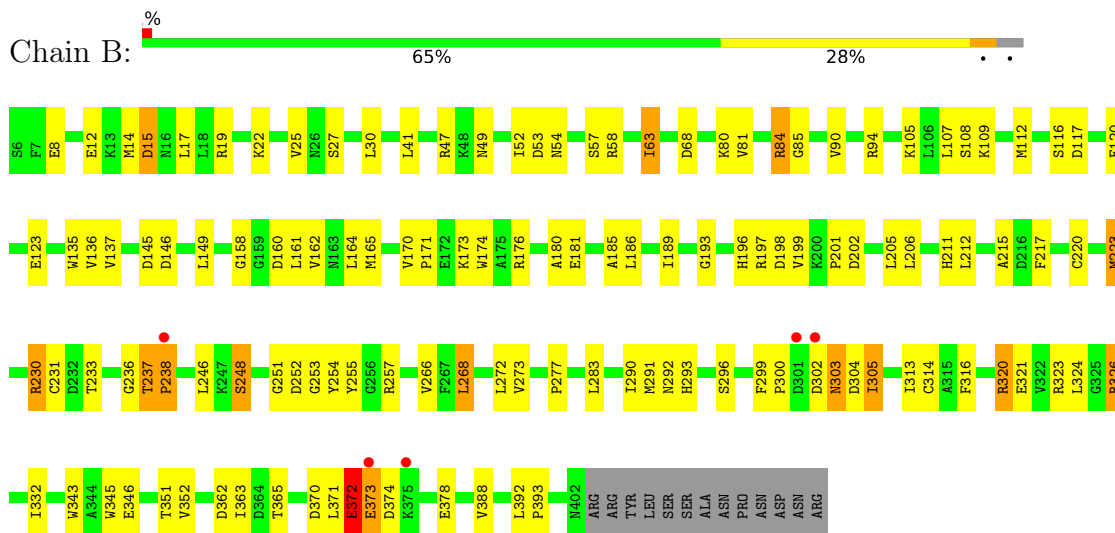 .%
Chain B:
65% 28% • •
S6 F7 E8 E12 K13 M14 D15 N16 L17 L18 R19 K22 V25 N26 S27 L30 L41 R47 K48 N49 I52 D53 N54 S57 R58 I63 D68 K80 V81 R84 G85 V90 R94 K105 L106 L107 S108 K109 M112 S116 D117
E123 W135 V136 V137 D145 D146 L149 G158 G159 D160 L161 V162 N163 L164 M165 V170 P171 E172 K173 W174 A175 R176 A180 E181 A185 L186 I189 G193 H196 R197 D198 V199 K200 P201 D202 L205 L206 H211 L212 A215 D216 F217 C220
R230 C231 D232 T233 G236 T237 P238 L246 K247 S248 G251 D252 G253 Y254 Y255 G256 R257 V266 F267 L268 L272 V273 P277 L283 I290 M291 N292 H293 S296 F299 P300 D301 D302 N303 D304 I305 I313 C314 A315 F316 R320 E321 V322 R323 L324 G325
I332 W343 A344 W345 E346 T351 V352 D362 I363 D364 T365 D370 L371 E372 E373 D374 K375 E378 V388 L392 P393 N402 ARG ARG TYR LEU SER SER ALA ASN PRO ASN ASP ASN ARG